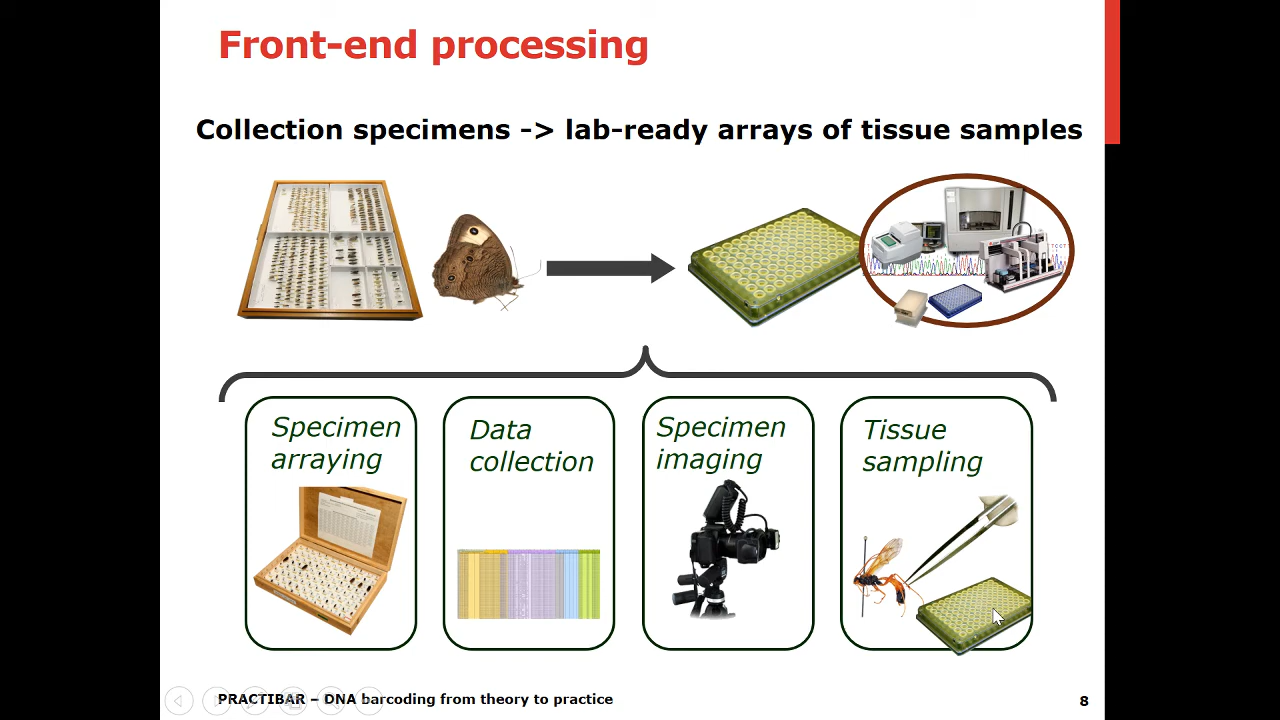 Front-end processing
Collection specimens -> lab-ready arrays of tissue samples
Specimen
arraying
Data
collection
Specimen
imaging
Tissue
sampling
PRACTIBAR – DNA barcoding from theory to practice
8